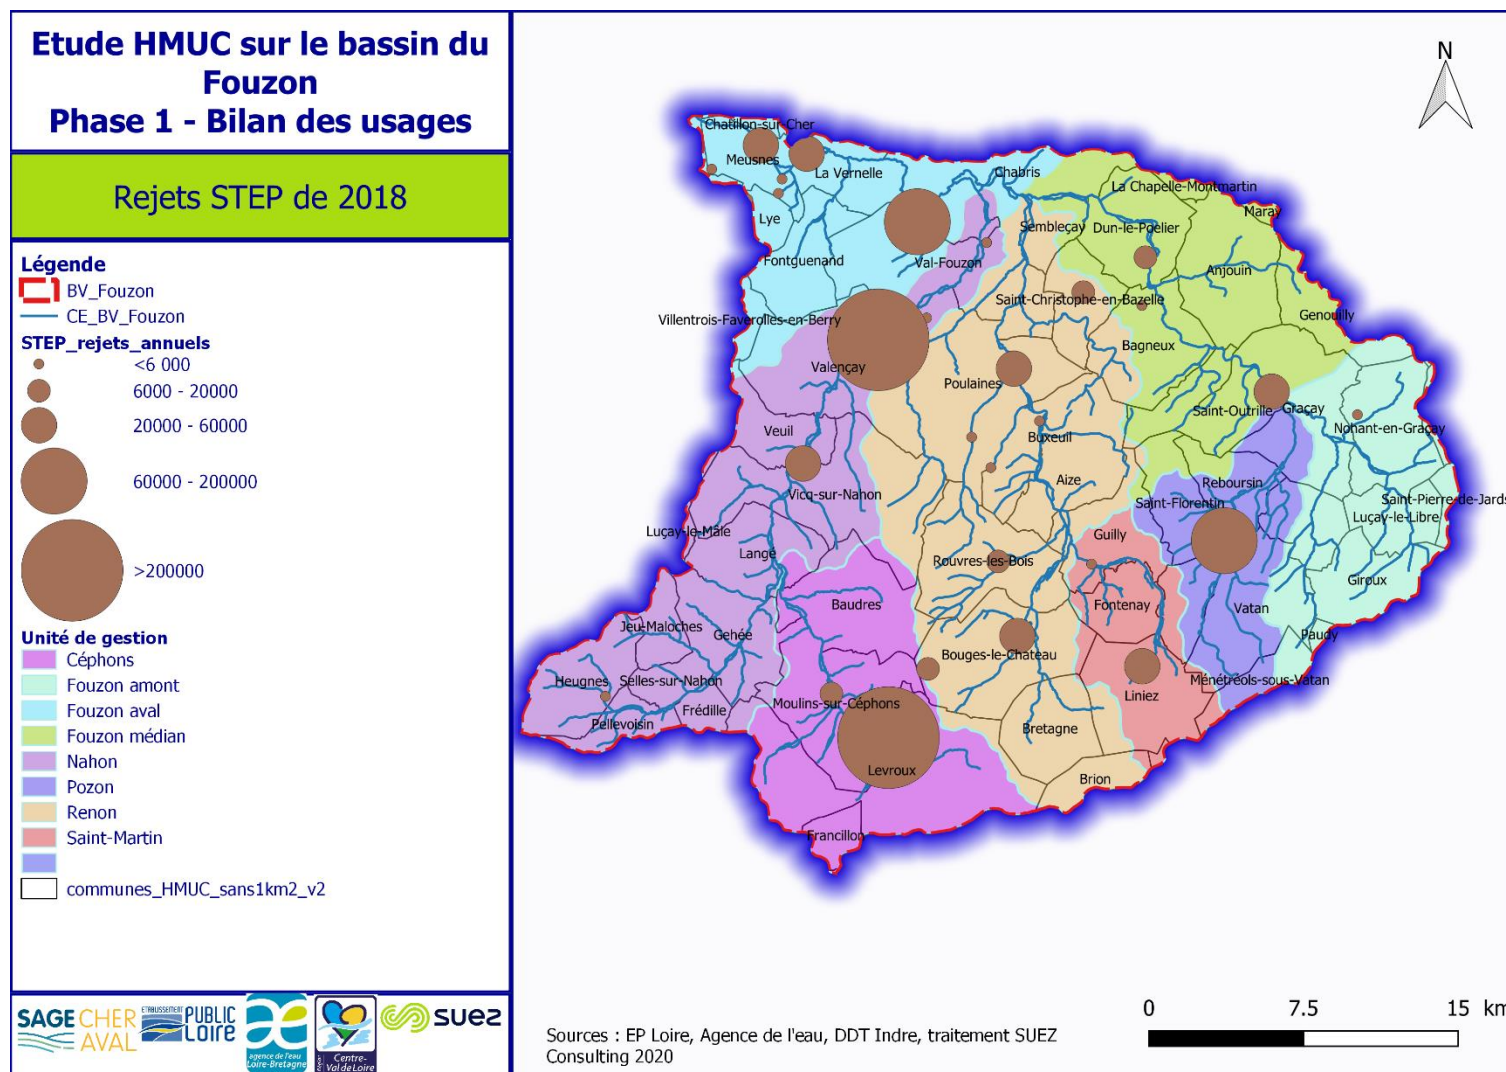 Etude HMUC sur le bassin du
Fouzon
Phase 1 - Bilan des usages
Rejets STEP de 2018
Légende
BV_Fouzon
CE_BV_Fouzon
STEP_rejets_annuels
<6 000
6000 - 20000
20000 - 60000
60000 - 200000
>200000
Unité de gestion
Céphons
Fouzon amont
Fouzon aval
Fouzon médian
Nahon
Pozon
Renon
Saint-Martin
communes_HMUC_sans1km2_v2
SAGE CHER
AVAL
ETABLISSEMENT PUBLIC
LOIRE
agence de l'eau
Loire-Bretagne
Centre-
Val de Loire
suez
N
Chatillon-sur-Cher
Meusnes
La Vernelle
Chabris
La Chapelle-Montmartin
Maray
Lye
Sembleçay
Dun-le-Poëlier
Fontguenand
Val-Fouzon
Anjouin
Saint-Christophe-en-Bazelle
Villentrois-Faverolles-en-Berry
Genouilly
Bagneux
Valençay
Poulaines
Saint-Outrille
Graçay
Nohant-en-Graçay
Veuil
Buxeuil
Vicq-sur-Nahon
Aize
Reboursin
Saint-Florentin
Saint-Pierre-de-Jards
Luçay-le-Libre
Luçay-le-Mâle
Guilly
Langé
Rouvres-les-Bois
Giroux
Baudres
Fontenay
Vatan
Jeu-Maloches
Gehée
Paudy
Bouges-le-Chateau
Heugnes
Selles-sur-Nahon
Ménétréols-sous-Vatan
Liniez
Moulins-sur-Céphons
Frédille
Pellevoisin
Bretagne
Levroux
Brion
Francillon
0 7.5 15 km
Sources : EP Loire, Agence de l'eau, DDT Indre, traitement SUEZ
Consulting 2020